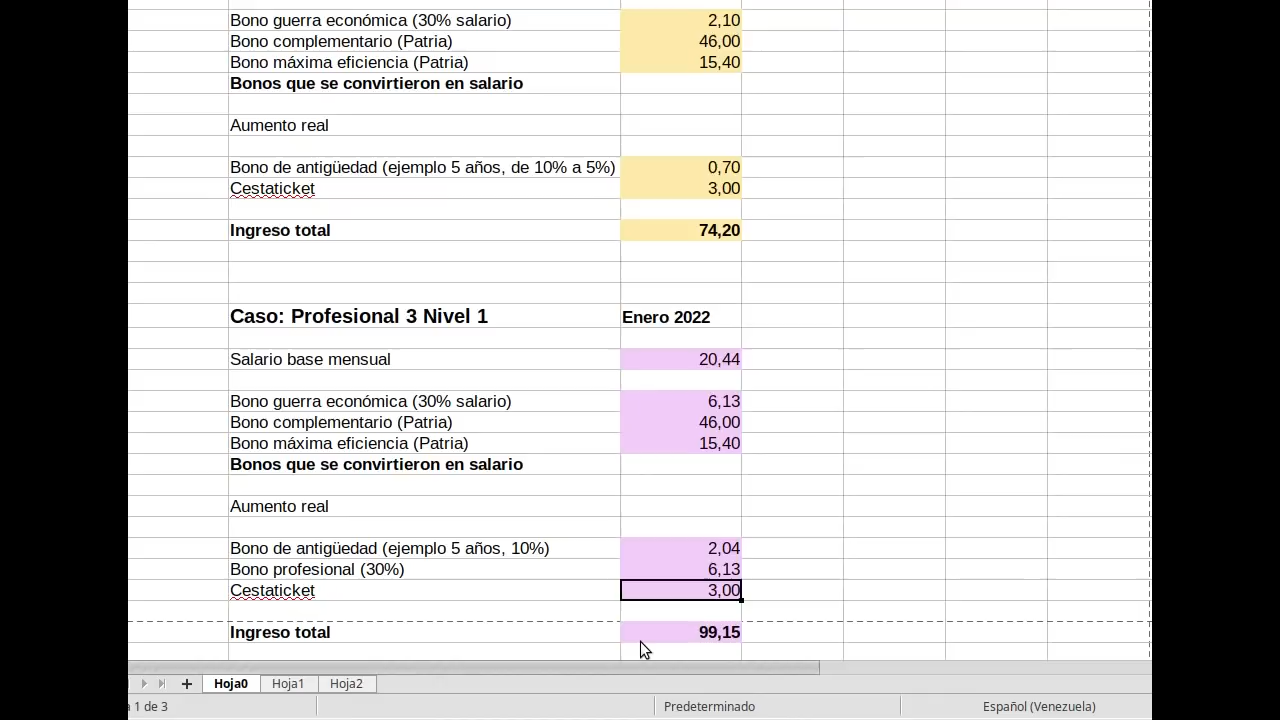 Bono guerra económica (30% salario) 2,10
Bono complementario (Patria) 46,00
Bono máxima eficiencia (Patria) 15,40
Bonos que se convirtieron en salario
Aumento real
Bono de antigüedad (ejemplo 5 años, de 10% a 5%) 0,70
Cestaticket 3,00
Ingreso total 74,20
Caso: Profesional 3 Nivel 1 Enero 2022
Salario base mensual 20,44
Bono guerra económica (30% salario) 6,13
Bono complementario (Patria) 46,00
Bono máxima eficiencia (Patria) 15,40
Bonos que se convirtieron en salario
Aumento real
Bono de antigüedad (ejemplo 5 años, 10%) 2,04
Bono profesional (30%) 6,13
Cestaticket 3,00
Ingreso total 99,15
Hoja0 Hoja1 Hoja2
1 de 3 Predeterminado Español (Venezuela)